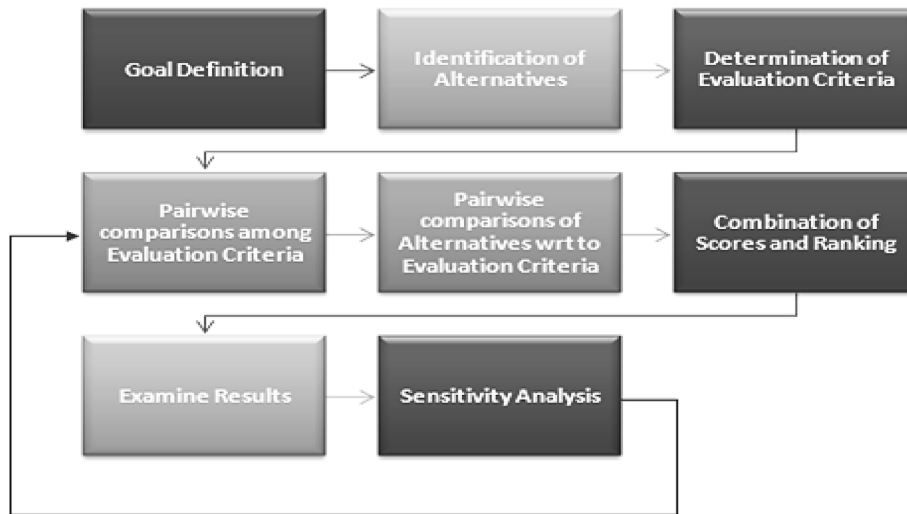 Goal Definition
Identification of
Alternatives
Determination of
Evaluation Criteria
Pairwise
comparisons among
Evaluation Criteria
Pairwise
comparisons of
Alternatives wrt to
Evaluation Criteria
Combination of
Scores and Ranking
Examine Results
Sensitivity Analysis